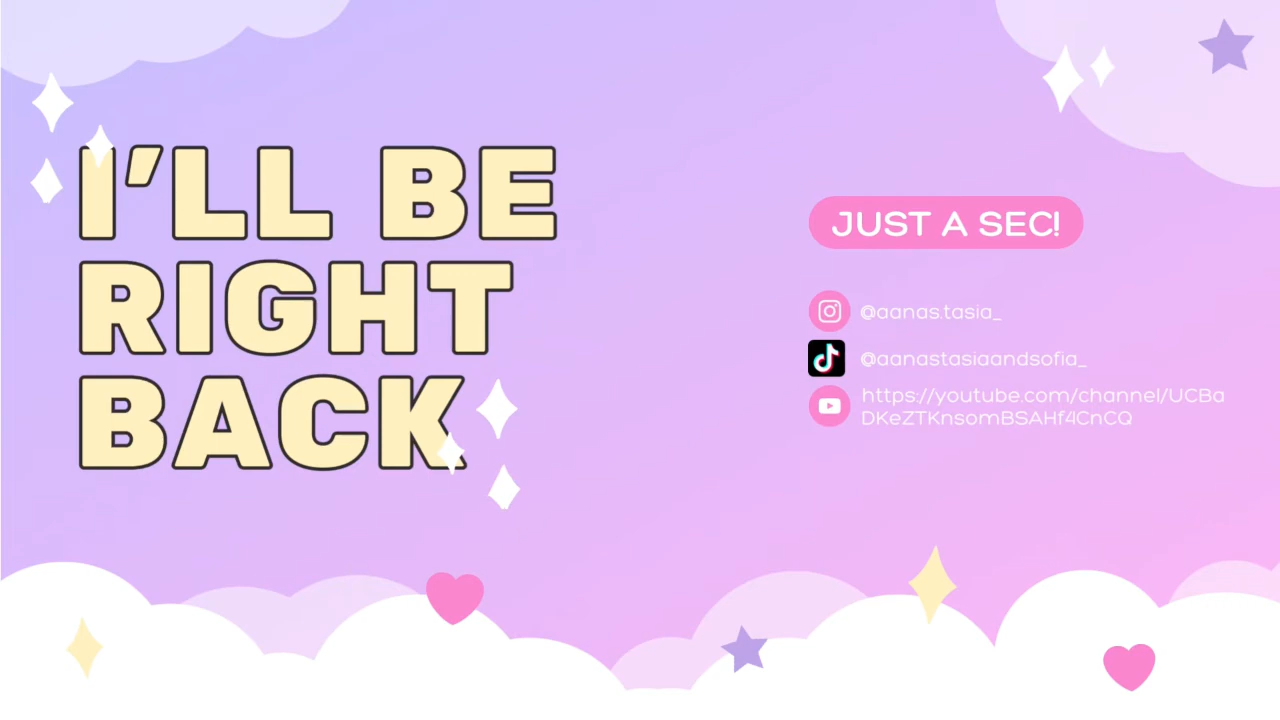 I'LL BE
RIGHT
BACK
JUST A SEC!
@aanas.tasia_
@aanastasiaandsofia_
https://youtube.com/channel/UCBa
DKeZTKnsomBSAHf4CnCQ